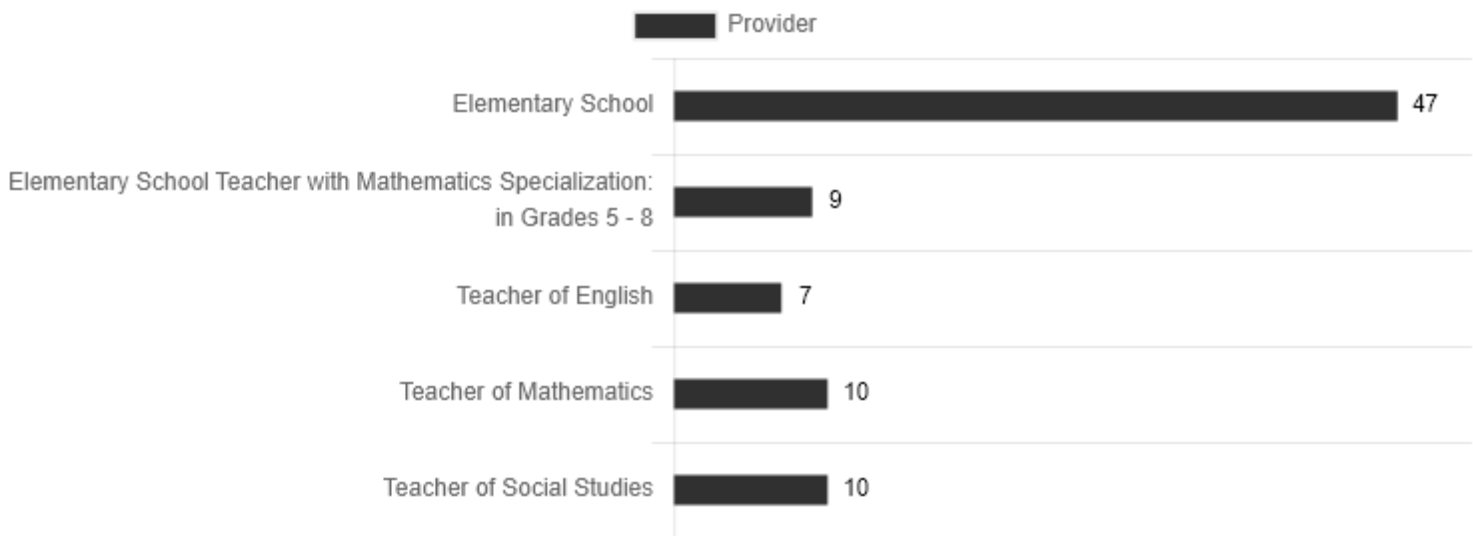 Provider
Elementary School
47
Elementary School Teacher with Mathematics Specialization:
in Grades 5 - 8
9
Teacher of English
7
Teacher of Mathematics
10
Teacher of Social Studies
10